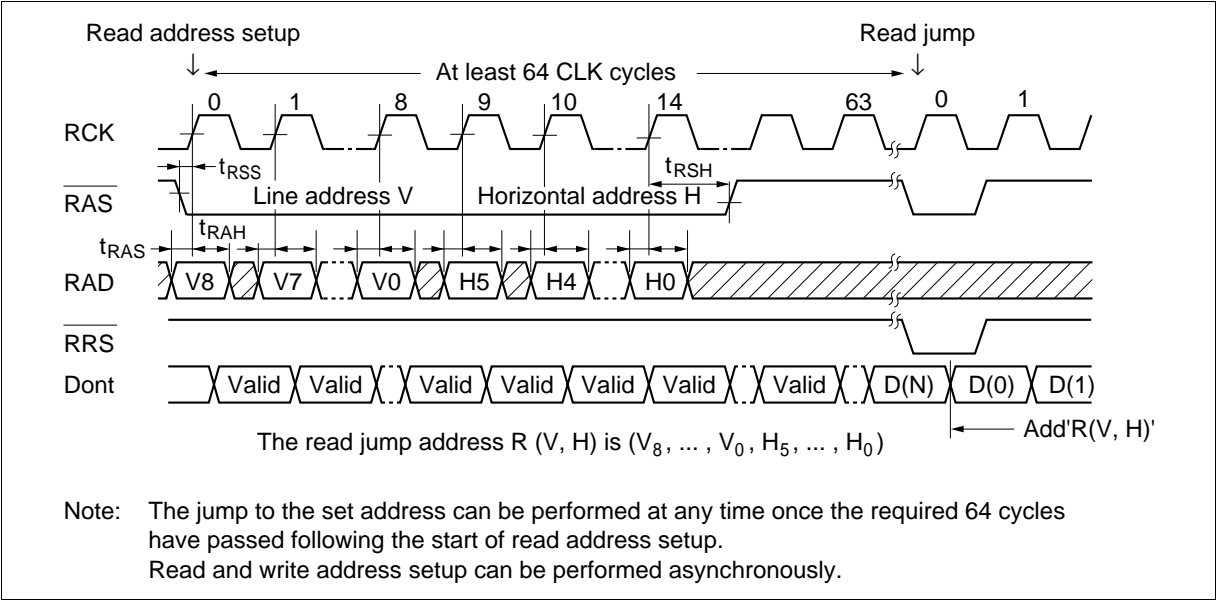 Read address setup Read jump
At least 64 CLK cycles
0 1 8 9 10 14 63 0 1
RCK
tRSS tRSH
RAS Line address V Horizontal address H
tRAS tRAH
RAD V8 V7 V0 H5 H4 H0
RRS
Dont Valid Valid Valid Valid Valid Valid Valid D(N) D(0) D(1)
Add'R(V, H)'
The read jump address R (V, H) is (V8, ... , V0, H5, ... , H0)
Note: The jump to the set address can be performed at any time once the required 64 cycles
have passed following the start of read address setup.
Read and write address setup can be performed asynchronously.